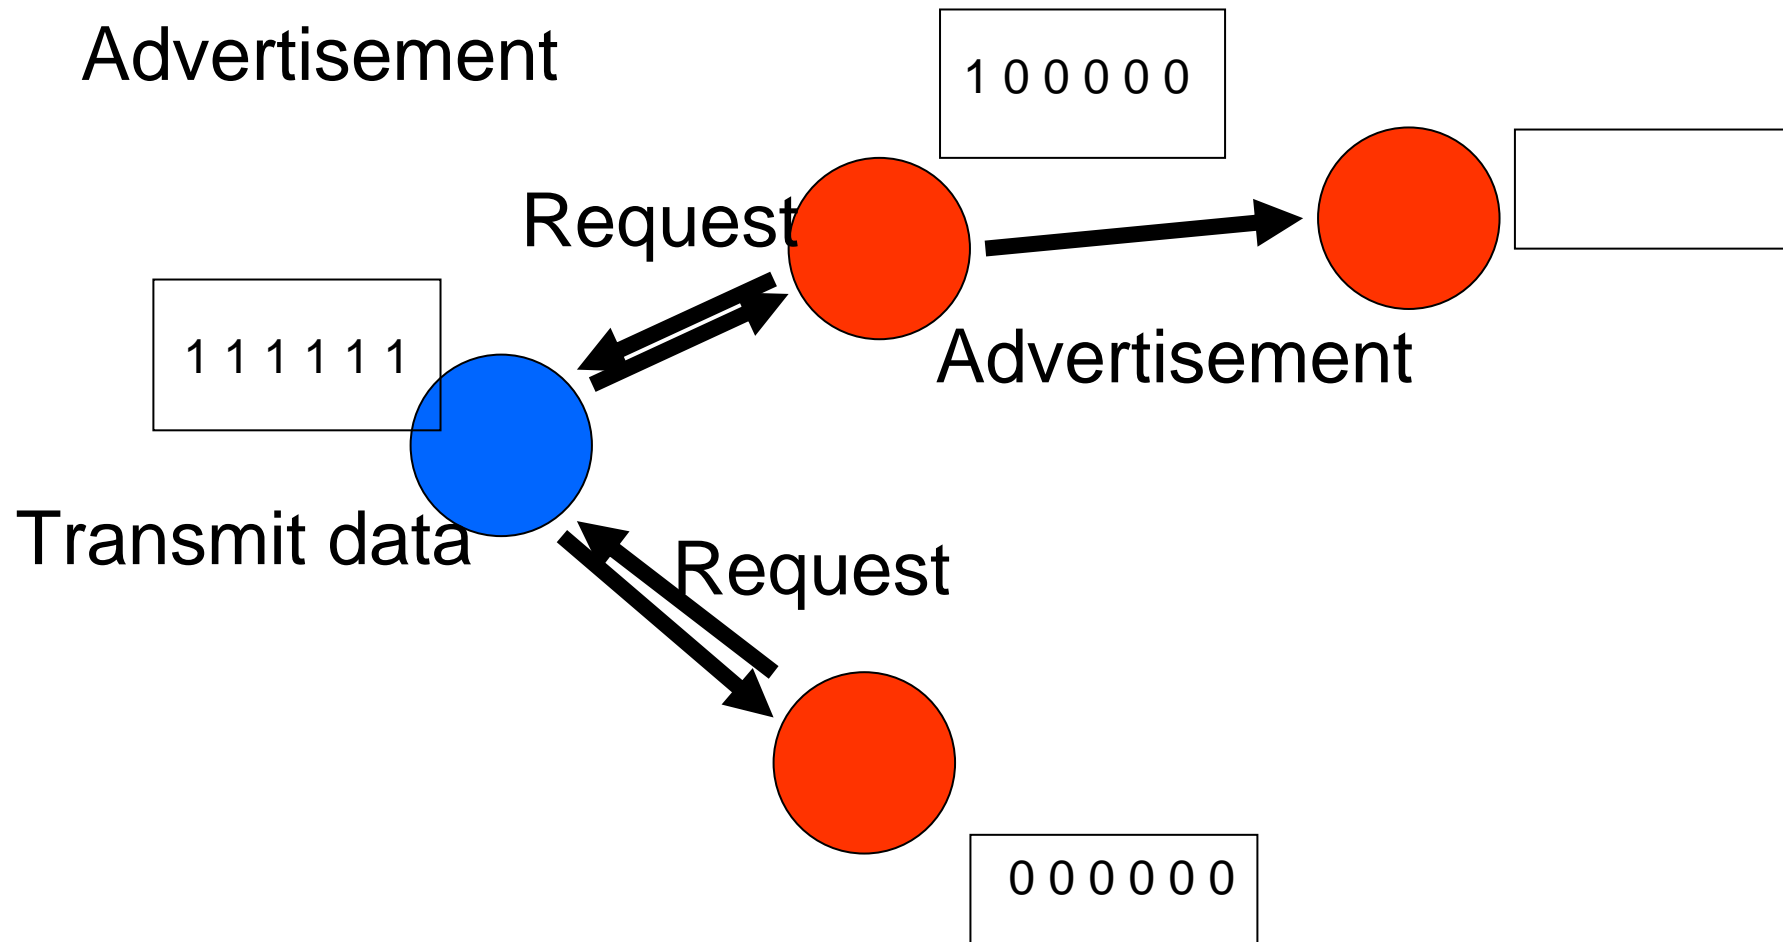 Advertisement
1 0 0 0 0 0
Request
1 1 1 1 1 1
Advertisement
Transmit data
Request
0 0 0 0 0 0